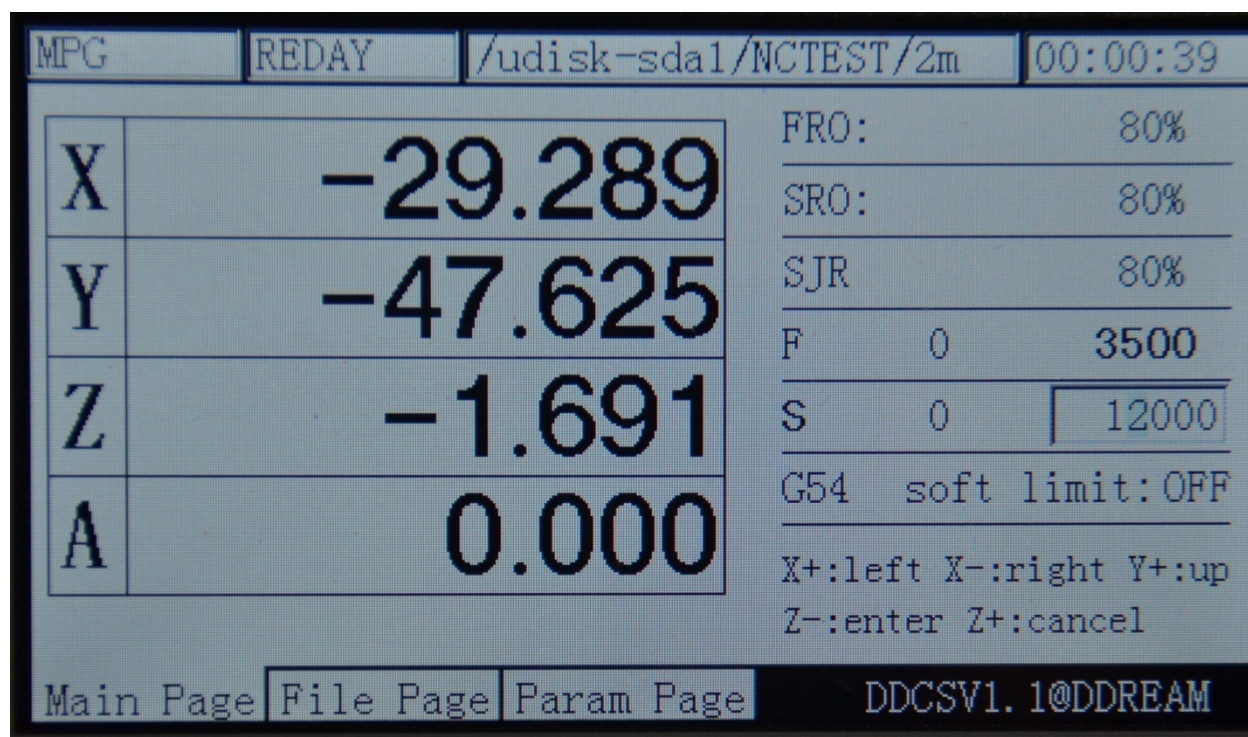 MPG REDAY /udisk-sda1/NCTEST/2m 00:00:39
X -29.289
Y -47.625
Z -1.691
A 0.000
FRO: 80%
SRO: 80%
SJR 80%
F 0 3500
S 0 12000
G54 soft limit:OFF
X+:left X-:right Y+:up
Z-:enter Z+:cancel
Main Page File Page Param Page DDCSV1.1@DDREAM